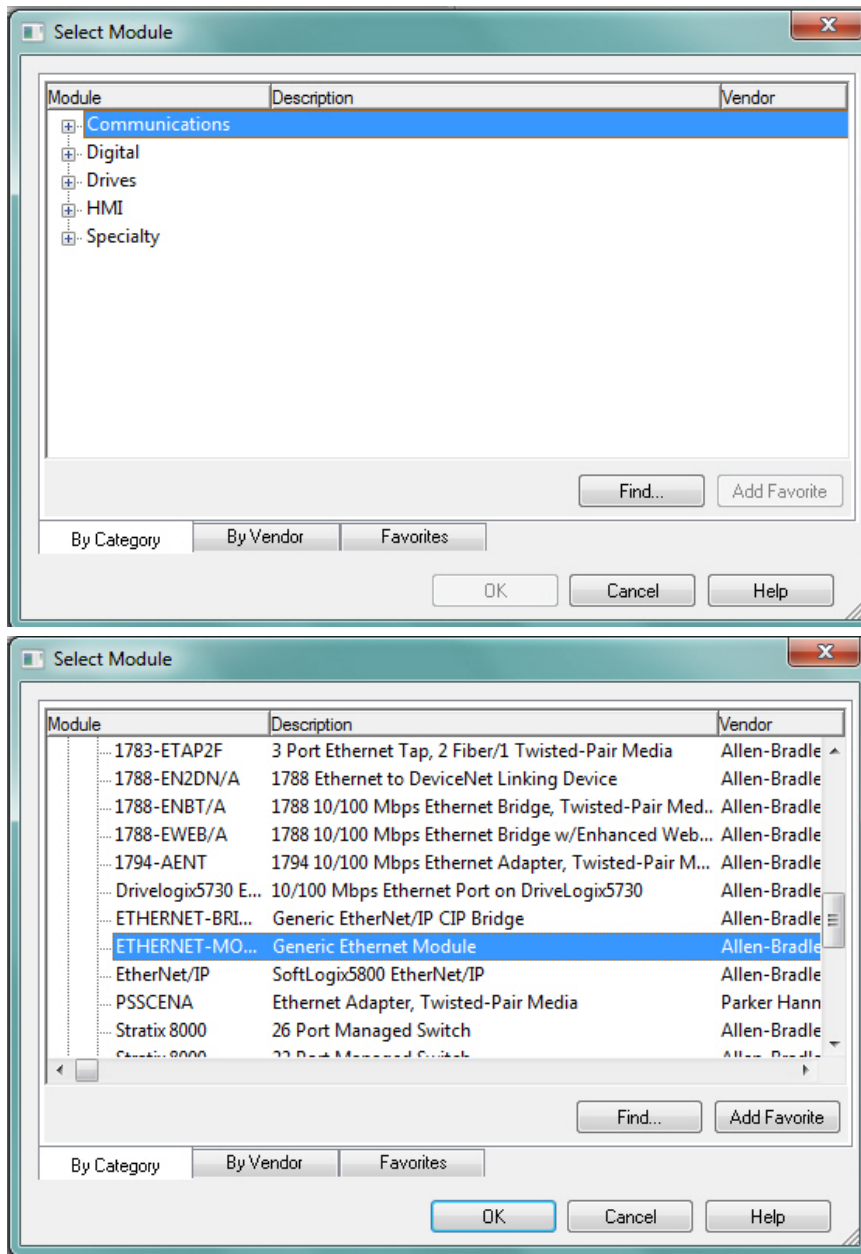 Select Module
Module Description Vendor
Communications
Digital
Drives
HMI
Specialty
Find... Add Favorite
By Category By Vendor Favorites
OK Cancel Help
Select Module
Module Description Vendor
1783-ETAP2F 3 Port Ethernet Tap, 2 Fiber/1 Twisted-Pair Media Allen-Bradle
1788-EN2DN/A 1788 Ethernet to DeviceNet Linking Device Allen-Bradle
1788-ENBT/A 1788 10/100 Mbps Ethernet Bridge, Twisted-Pair Med.. Allen-Bradle
1788-EWEB/A 1788 10/100 Mbps Ethernet Bridge w/Enhanced Web... Allen-Bradle
1794-AENT 1794 10/100 Mbps Ethernet Adapter, Twisted-Pair M... Allen-Bradle
Drivelogix5730 E... 10/100 Mbps Ethernet Port on DriveLogix5730 Allen-Bradle
ETHERNET-BRI... Generic EtherNet/IP CIP Bridge Allen-Bradle
ETHERNET-MO... Generic Ethernet Module Allen-Bradle
EtherNet/IP SoftLogix5800 EtherNet/IP Allen-Bradle
PSSCENA Ethernet Adapter, Twisted-Pair Media Parker Hann
Stratix 8000 26 Port Managed Switch Allen-Bradle
Find... Add Favorite
By Category By Vendor Favorites
OK Cancel Help